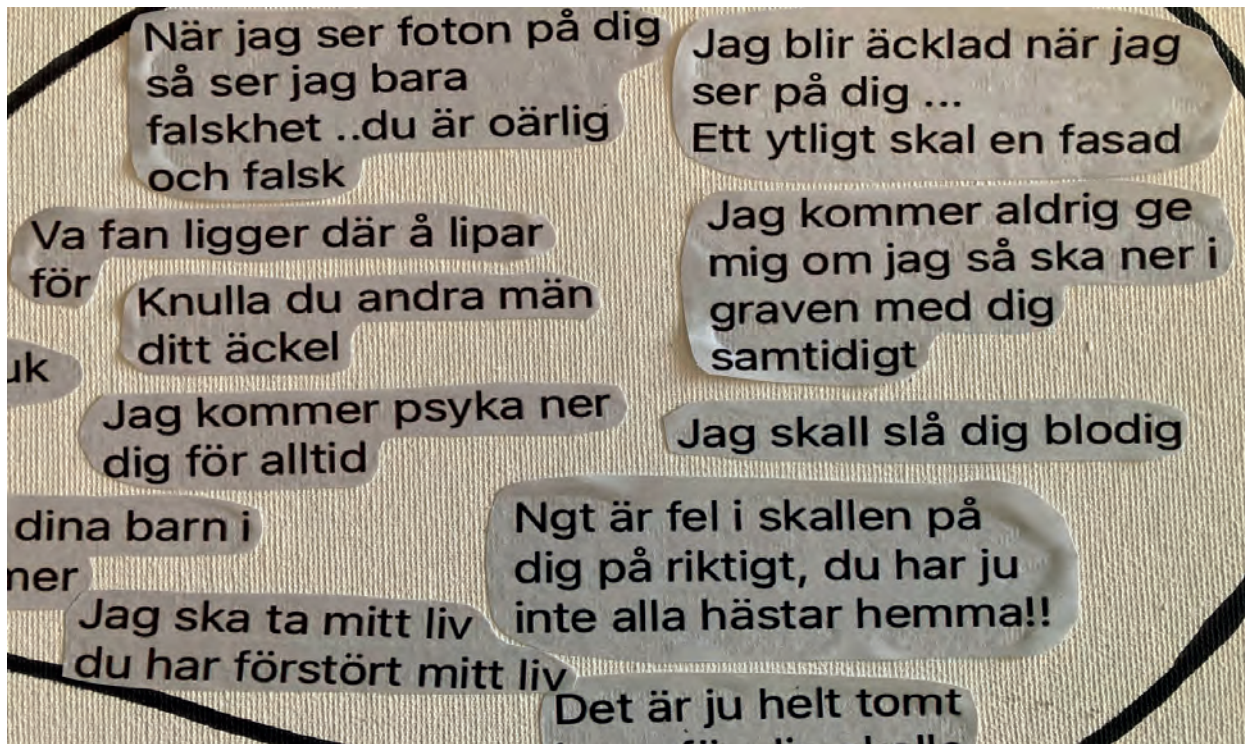 När jag ser foton på dig
så ser jag bara
falskhet ..du är oärlig
och falsk
Jag blir äcklad när jag
ser på dig ...
Ett ytligt skal en fasad
Va fan ligger där å lipar
för
Jag kommer aldrig ge
mig om jag så ska ner i
graven med dig
samtidigt
Knulla du andra män
ditt äckel
uk
Jag kommer psyka ner
dig för alltid
Jag skall slå dig blodig
dina barn i
ner
Ngt är fel i skallen på
dig på riktigt, du har ju
inte alla hästar hemma!!
Jag ska ta mitt liv
du har förstört mitt liv
Det är ju helt tomt